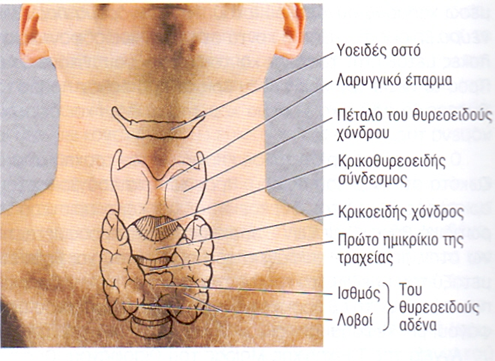 Υοειδές οστό
Λαρυγγικό έπαρμα
Πέταλο του θυρεοειδούς
χόνδρου
Κρικοθυρεοειδής
σύνδεσμος
Κρικοειδής χόνδρος
Πρώτο ημικρίκιο της
τραχείας
Ισθμός
Λοβοί
Του
θυρεοειδούς
αδένα